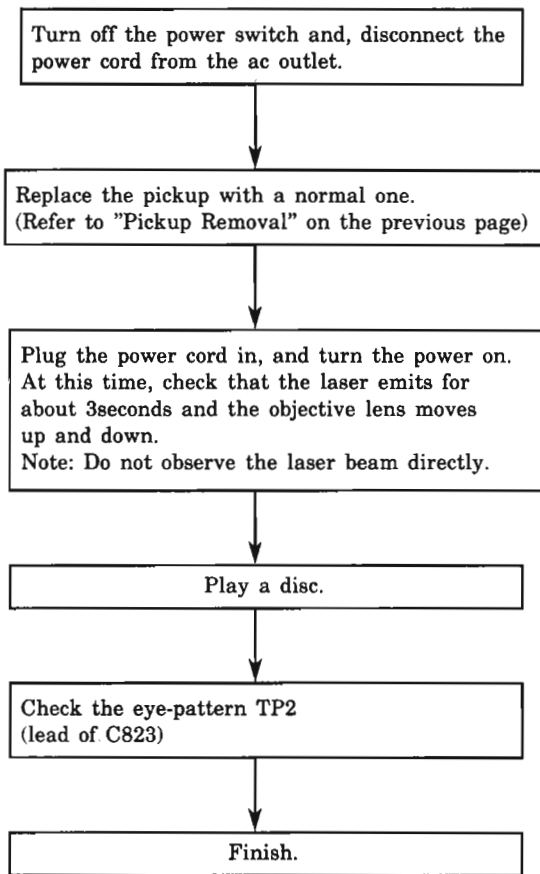 Turn off the power switch and, disconnect the
power cord from the ac outlet.
Replace the pickup with a normal one.
(Refer to ”Pickup Removal” on the previous page)
Plug the power cord in, and turn the power on.
At this time, check that the laser emits for
about 3seconds and the objective lens moves
up and down.
Note: Do not observe the laser beam directly.
Play a disc.
Check the eye-pattern TP2
(lead of C823)
Finish.